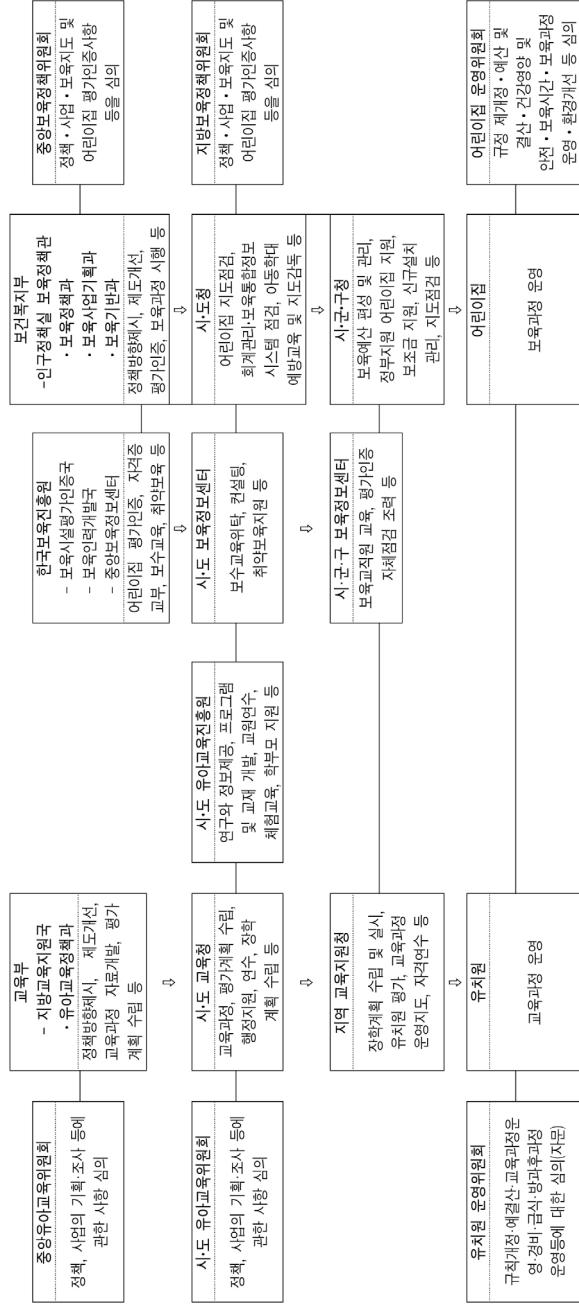 중앙유아교육위원회
정책, 사업의 기획·조사 등에
관한 사항 심의
교육부
– 지방교육지원국
・유아교육정책과
정책방향제시, 제도개선,
교육과정 자료개발, 평가
계획 수립 등
한국보육진흥원
– 보육시설평가인증국
– 보육인력개발국
– 중앙보육정보센터
어린이집 평가인증, 자격증
교부, 보수교육, 취약보육 등
보건복지부
–인구정책실 보육정책관
・보육정책과
・보육사업기획과
・보육기반과
정책방향제시, 제도개선,
평가인증, 보육과정 시행 등
중앙보육정책위원회
정책・사업・보육지도 및
어린이집 평가인증사항
등을 심의
⇩
⇩
⇩
시·도 유아교육위원회
정책, 사업의 기획·조사 등에
관한 사항 심의
시·도 교육청
교육과정, 평가계획 수립,
행정지원, 연수, 장학
계획 수립 등
시·도 유아교육진흥원
연구와 정보제공, 프로그램
및 교재 개발, 교원연수,
체험교육, 학부모 지원 등
시·도 보육정보센터
보수교육위탁, 컨설팅,
취약보육지원 등
시·도청
어린이집 지도점검,
회계관리·보육통합정보
시스템 점검, 아동학대
예방교육 및 지도감독 등
지방보육정책위원회
정책・사업・보육지도 및
어린이집 평가인증사항
등을 심의
⇩
⇩
⇩
지역 교육지원청
장학계획 수립 및 실시,
유치원 평가, 교육과정
운영지도, 자격연수 등
시·군·구 보육정보센터
보육교직원 교육, 평가인증
자체점검 조력 등
시·군·구청
보육예산 편성 및 관리,
정부지원 어린이집 지원,
보조금 지원, 신규설치
관리, 지도점검 등
⇩
⇩
유치원 운영위원회
규칙개정·예결산·교육과정운
영·경비·급식·방과후과정
운영등에 대한 심의(자문)
유치원
교육과정 운영
어린이집
보육과정 운영
어린이집 운영위원회
규정 제개정・예산 및
결산・건강영양 및
안전・보육시간・보육과정
운영・환경개선 등 심의